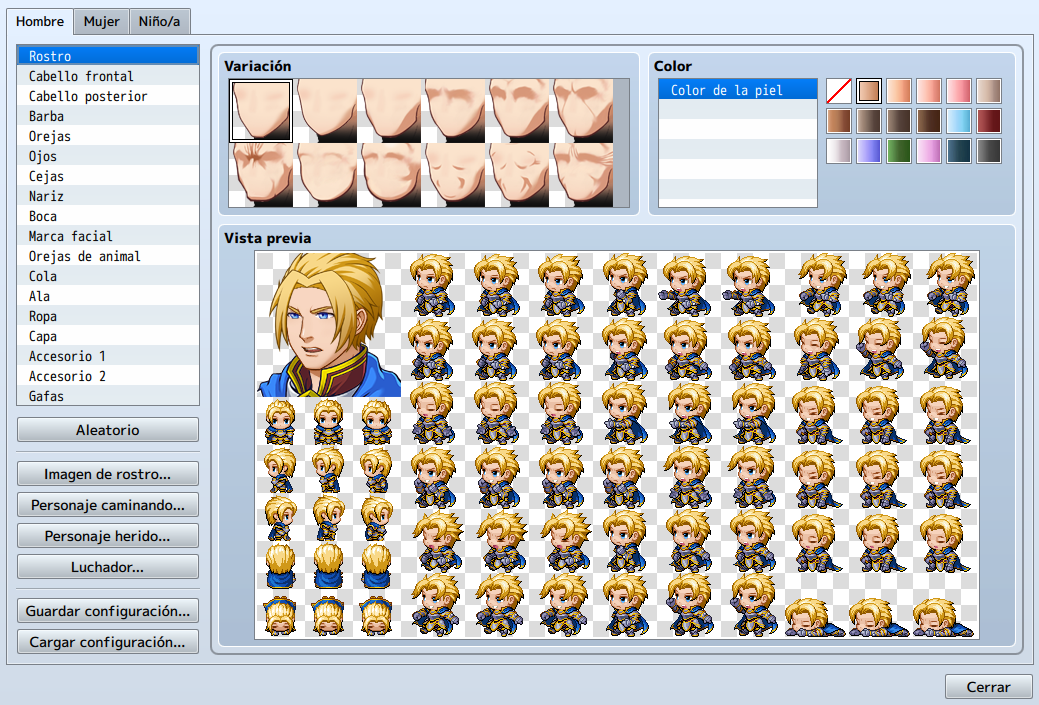 Hombre
Mujer
Niño/a
Rostro
Cabello frontal
Cabello posterior
Barba
Orejas
Ojos
Cejas
Nariz
Boca
Marca facial
Orejas de animal
Cola
Ala
Ropa
Capa
Accesorio 1
Accesorio 2
Gafas
Aleatorio
Imagen de rostro...
Personaje caminando...
Personaje herido...
Luchador...
Guardar configuración...
Cargar configuración...
Variación
Color
Color de la piel
Vista previa
Cerrar